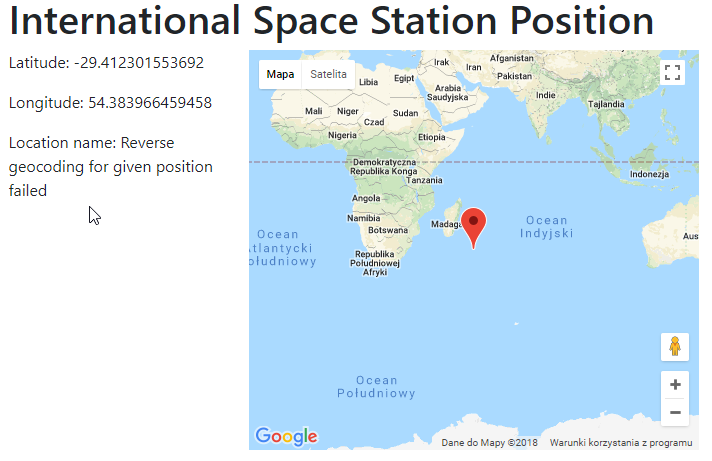 International Space Station Position
Latitude: -29.412301553692
Longitude: 54.383966459458
Location name: Reverse
geocoding for given position
failed
Mapa
Satelita
Irak
Afganistan
Iran
Pakistan
Libia
Egipt
Arabia
Saudyjska
Indie
Mali
Niger
Czad
Sudan
Tajlandia
Nigeria
Etiopia
Demokratyczna
Republika Konga
Tanzania
Indonezja
Angola
Namibia
Botswana
Madaga
Ocean
Atlantycki
ołudniowy
Ocean
Indyjski
Aus
Republika
Południowej
Afryki
Ocean
Południowy
Google
Dane do Mapy ©2018
Warunki korzystania z programu